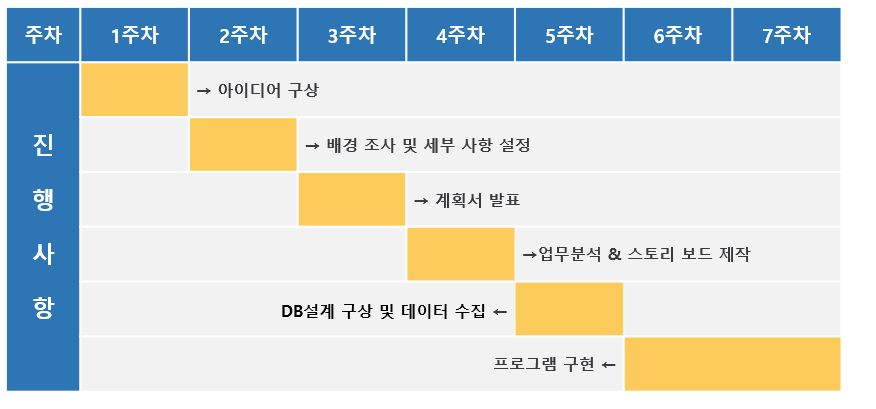 주차 1주차 2주차 3주차 4주차 5주차 6주차 7주차
진행사항
→ 아이디어 구상
→ 배경 조사 및 세부 사항 설정
→ 계획서 발표
→업무분석 & 스토리 보드 제작
DB설계 구상 및 데이터 수집 ←
프로그램 구현 ←